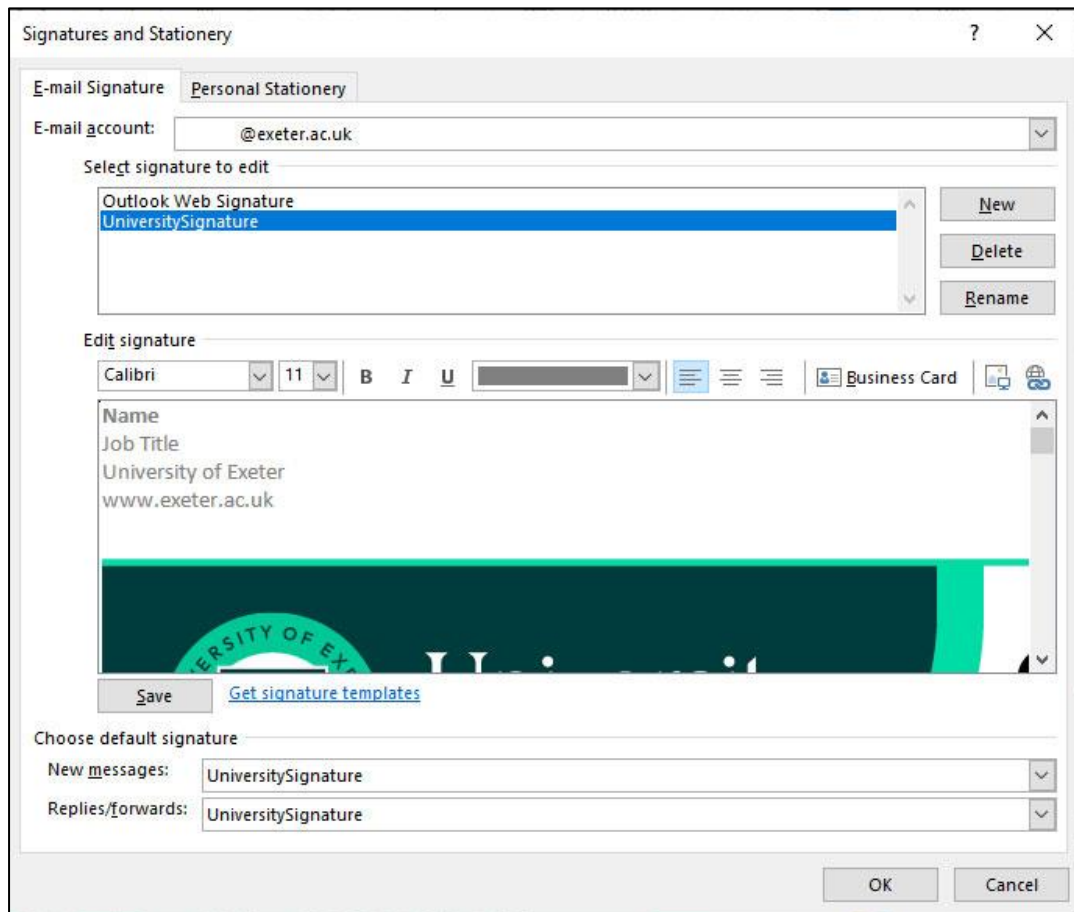 Signatures and Stationery ?
E-mail Signature Personal Stationery
E-mail account: @exeter.ac.uk
Select signature to edit
Outlook Web Signature
UniversitySignature
New
Delete
Rename
Edit signature
Calibri 11 B I U Business Card
Name
Job Title
University of Exeter
www.exeter.ac.uk
Save Get signature templates
Choose default signature
New messages: UniversitySignature
Replies/forwards: UniversitySignature
OK Cancel